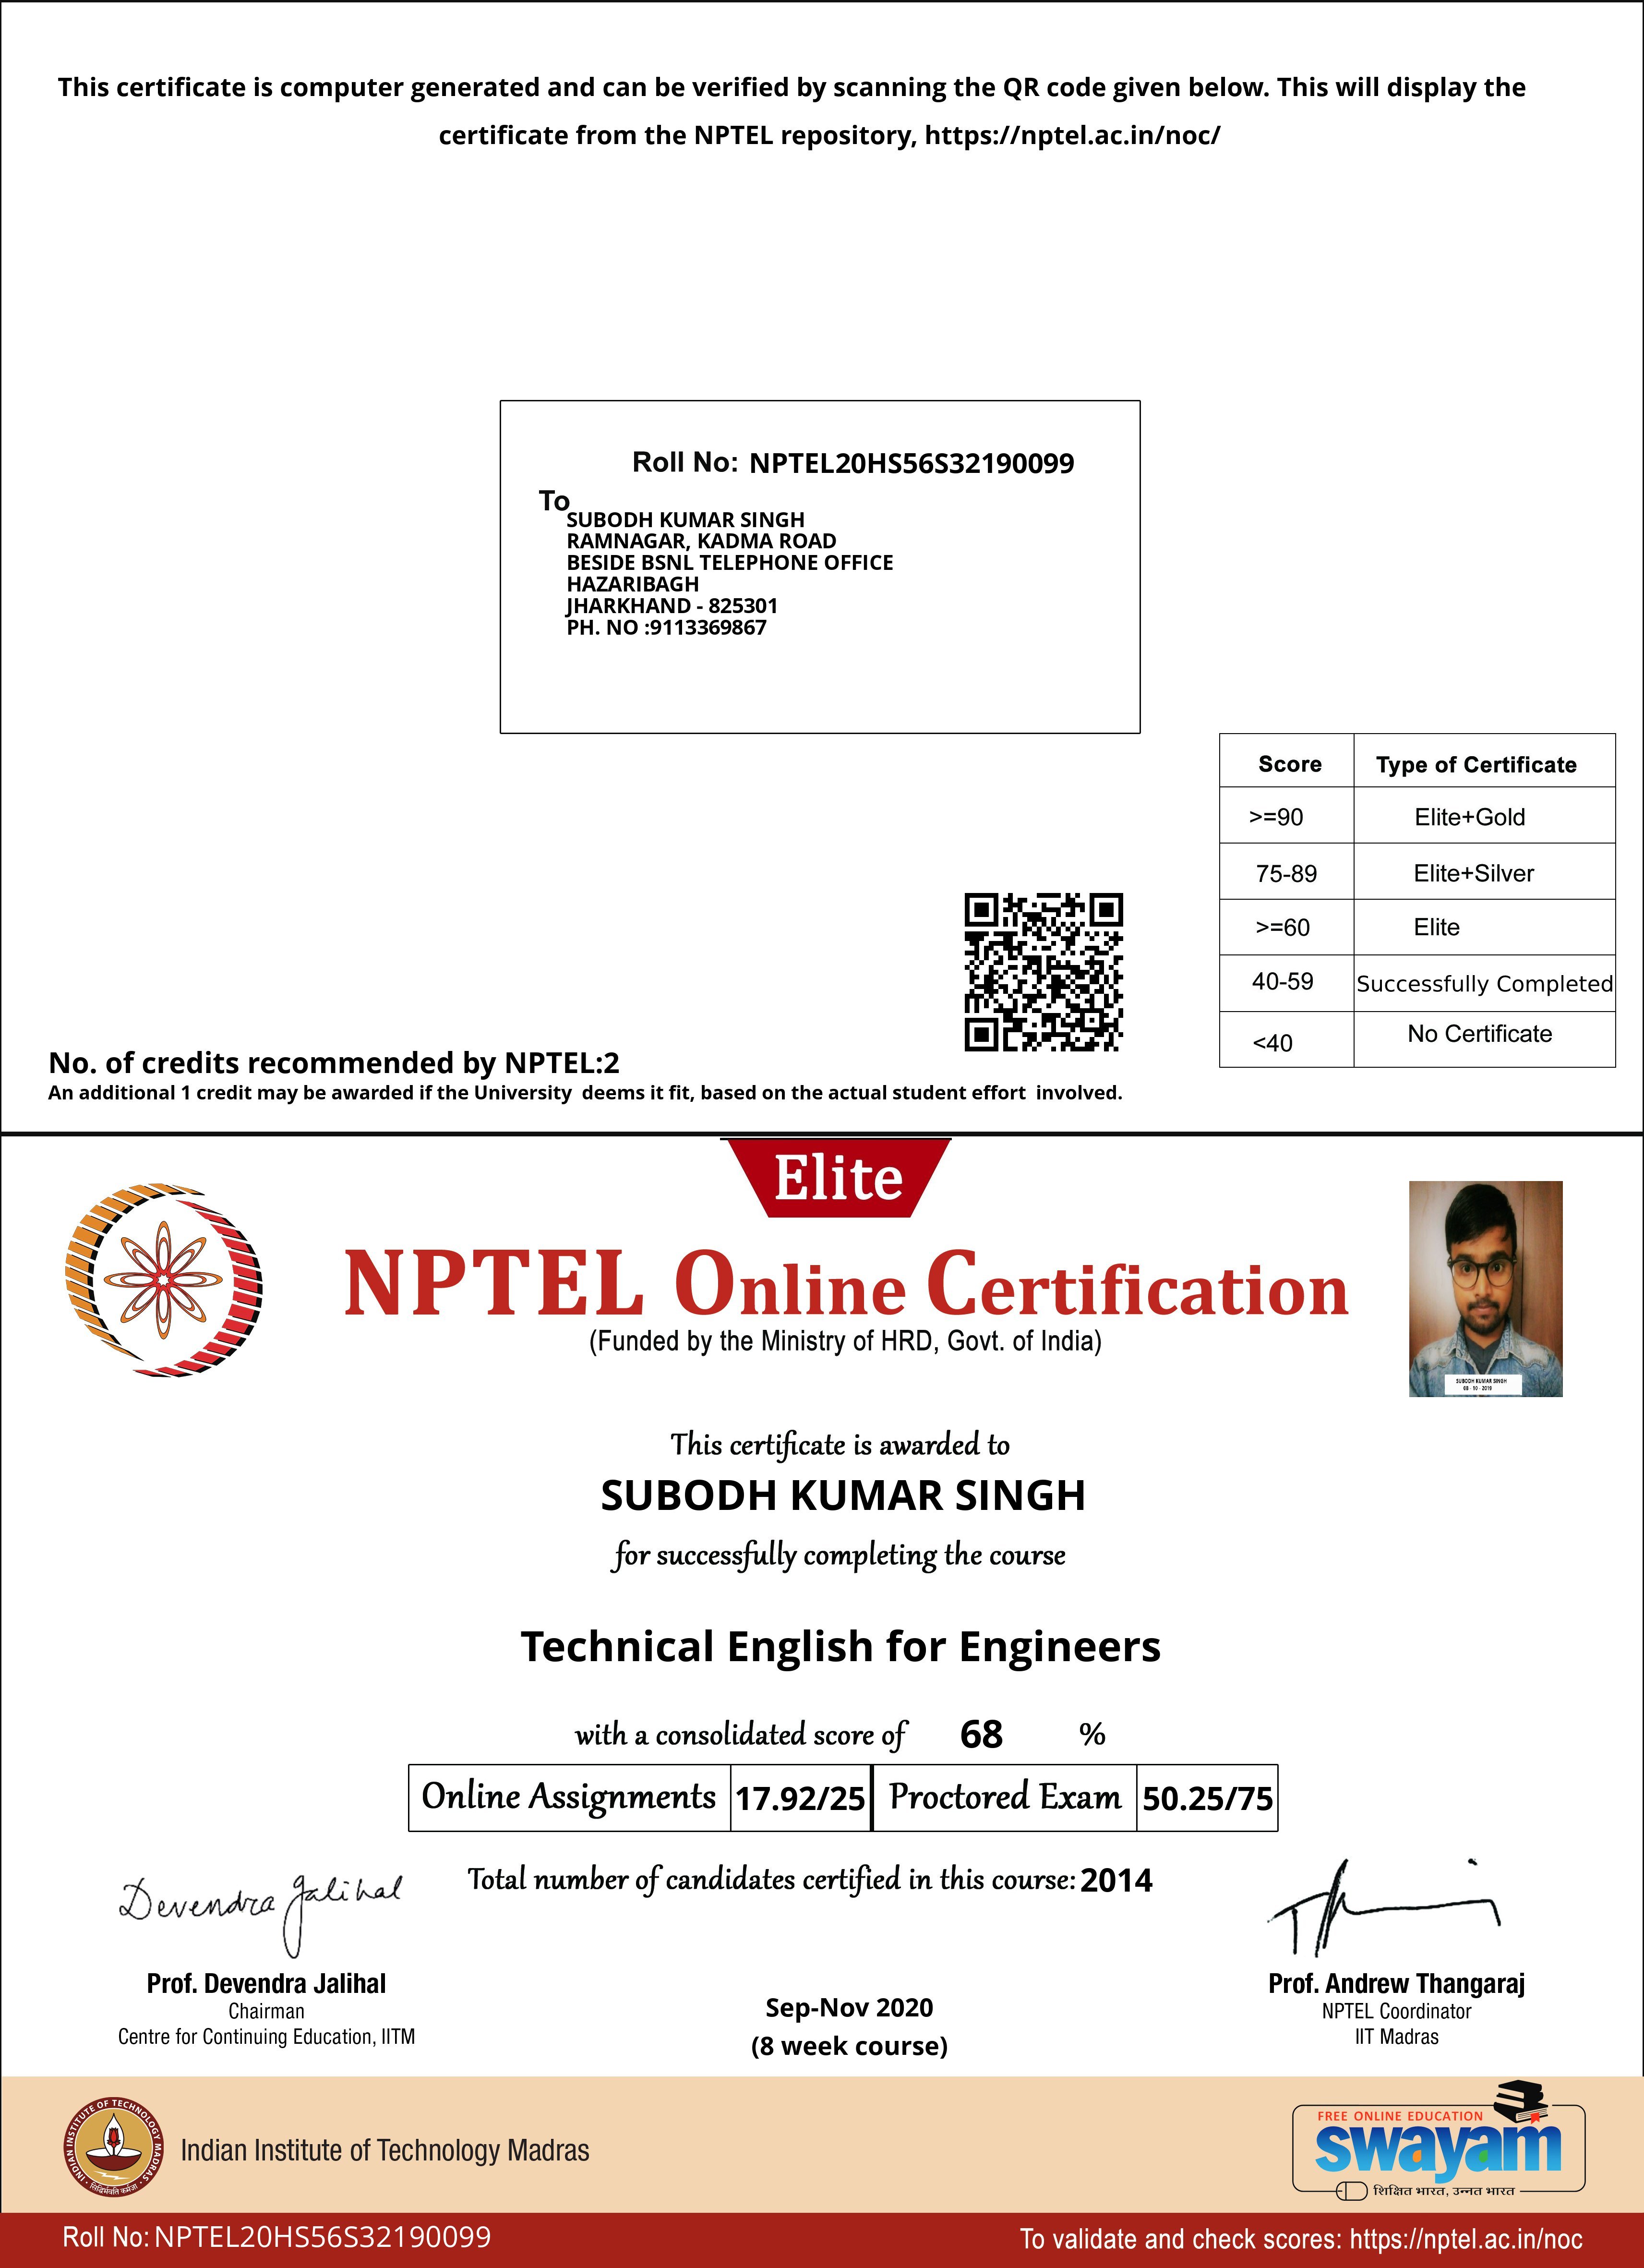 This certificate is computer generated and can be verified by scanning the QR code given below. This will display the
certificate from the NPTEL repository, https://nptel.ac.in/noc/
Roll No: NPTEL20HS56S32190099
To
SUBODH KUMAR SINGH
RAMNAGAR, KADMA ROAD
BESIDE BSNL TELEPHONE OFFICE
HAZARIBAGH
JHARKHAND - 825301
PH. NO :9113369867
Score Type of Certificate
>=90 Elite+Gold
75-89 Elite+Silver
>=60 Elite
40-59 Successfully Completed
<40 No Certificate
No. of credits recommended by NPTEL:2
An additional 1 credit may be awarded if the University deems it fit, based on the actual student effort involved.
Elite
NPTEL Online Certification
(Funded by the Ministry of HRD, Govt. of India)
SUBODH KUMAR SINGH
08 - 10 - 2019
This certificate is awarded to
SUBODH KUMAR SINGH
for successfully completing the course
Technical English for Engineers
with a consolidated score of 68 %
Online Assignments 17.92/25 Proctored Exam 50.25/75
Total number of candidates certified in this course: 2014
Devendra Jalihal
Prof. Devendra Jalihal
Chairman
Centre for Continuing Education, IITM
Sep-Nov 2020
(8 week course)
Prof. Andrew Thangaraj
NPTEL Coordinator
IIT Madras
INDIAN INSTITUTE OF TECHNOLOGY MADRAS
सिद्धिर्भवति कर्मजा
Indian Institute of Technology Madras
FREE ONLINE EDUCATION
swayam
शिक्षित भारत, उन्नत भारत
Roll No: NPTEL20HS56S32190099
To validate and check scores: https://nptel.ac.in/noc